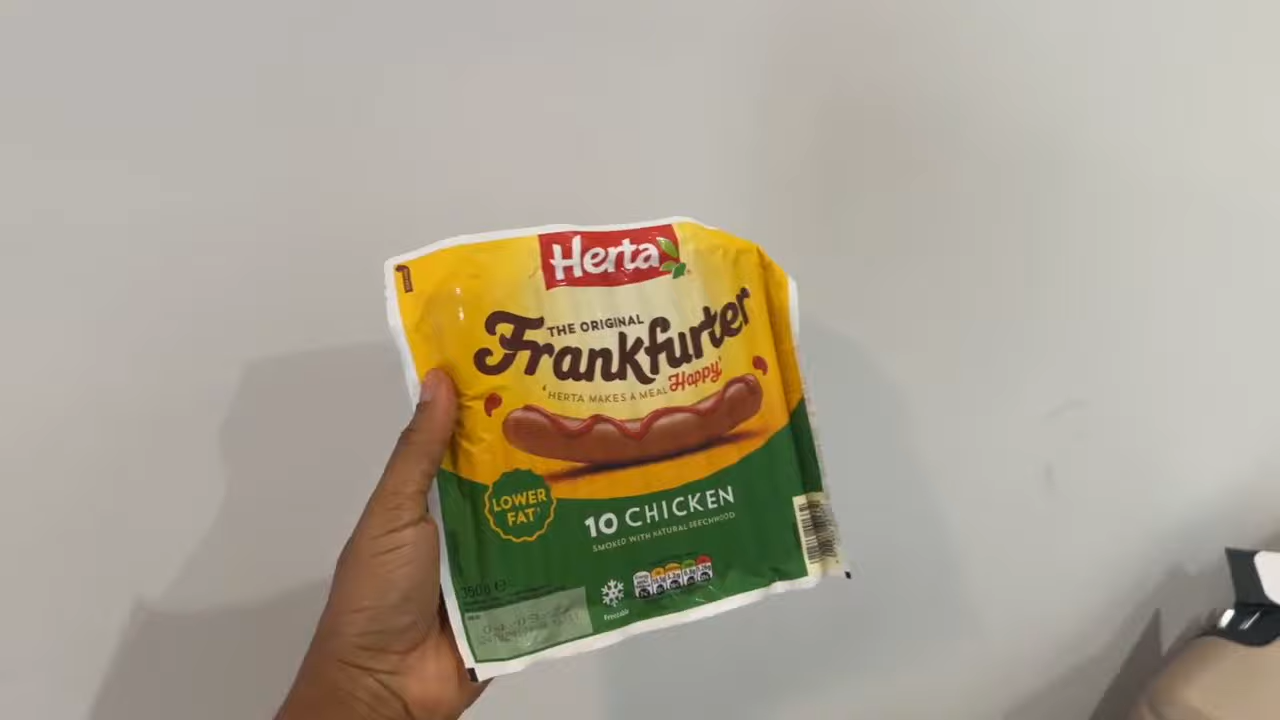 Herta
THE ORIGINAL
Frankfurter
'HERTA MAKES A MEAL Happy'
LOWER
FAT
10 CHICKEN
SMOKED WITH NATURAL BEECHWOOD
350g e
Freezable